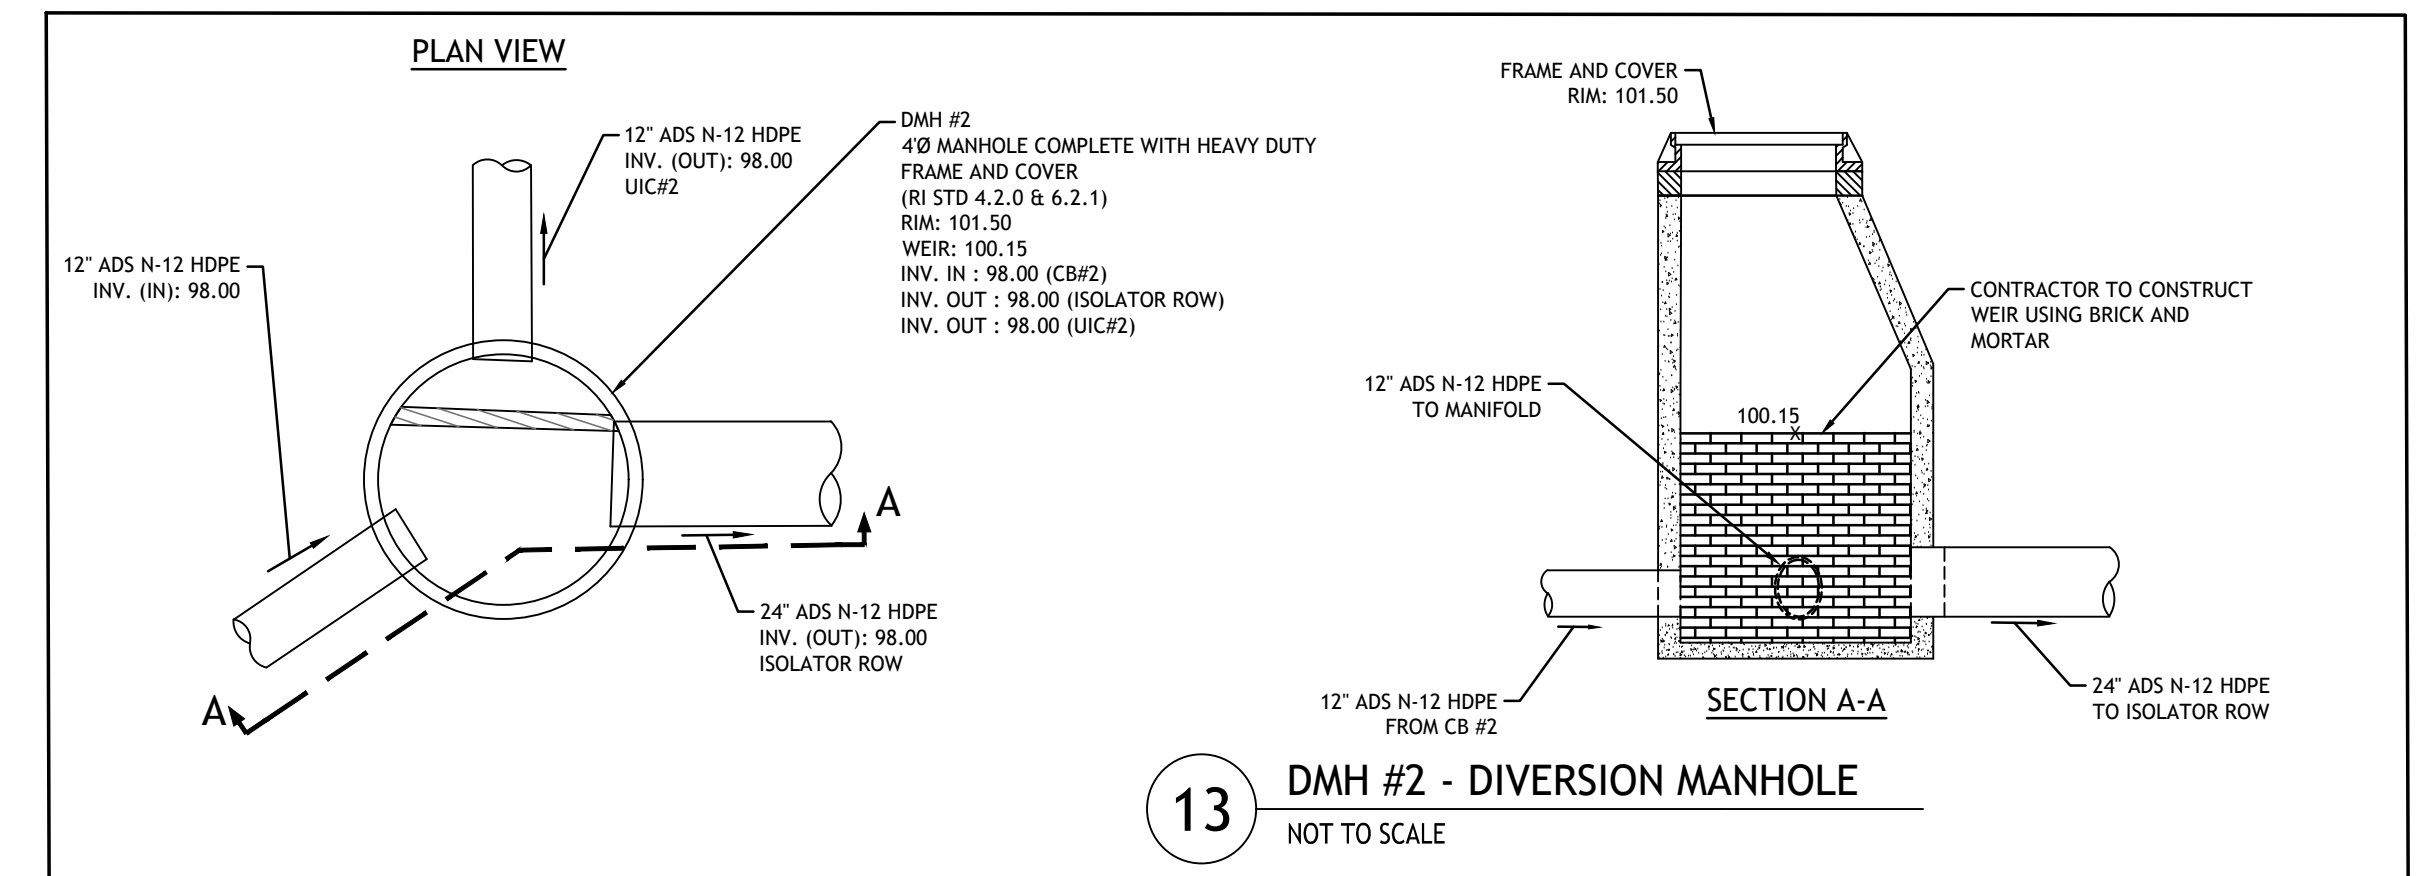 PLAN VIEW
12" ADS N-12 HDPE
INV. (OUT): 98.00
UIC#2
DMH #2
4'Ø MANHOLE COMPLETE WITH HEAVY DUTY
FRAME AND COVER
(RI STD 4.2.0 & 6.2.1)
RIM: 101.50
WEIR: 100.15
INV. IN : 98.00 (CB#2)
INV. OUT : 98.00 (ISOLATOR ROW)
INV. OUT : 98.00 (UIC#2)
12" ADS N-12 HDPE
INV. (IN): 98.00
A
24" ADS N-12 HDPE
INV. (OUT): 98.00
ISOLATOR ROW
A
FRAME AND COVER
RIM: 101.50
CONTRACTOR TO CONSTRUCT
WEIR USING BRICK AND
MORTAR
12" ADS N-12 HDPE
TO MANIFOLD
100.15
X
12" ADS N-12 HDPE
FROM CB #2
24" ADS N-12 HDPE
TO ISOLATOR ROW
SECTION A-A
13
DMH #2 - DIVERSION MANHOLE
NOT TO SCALE